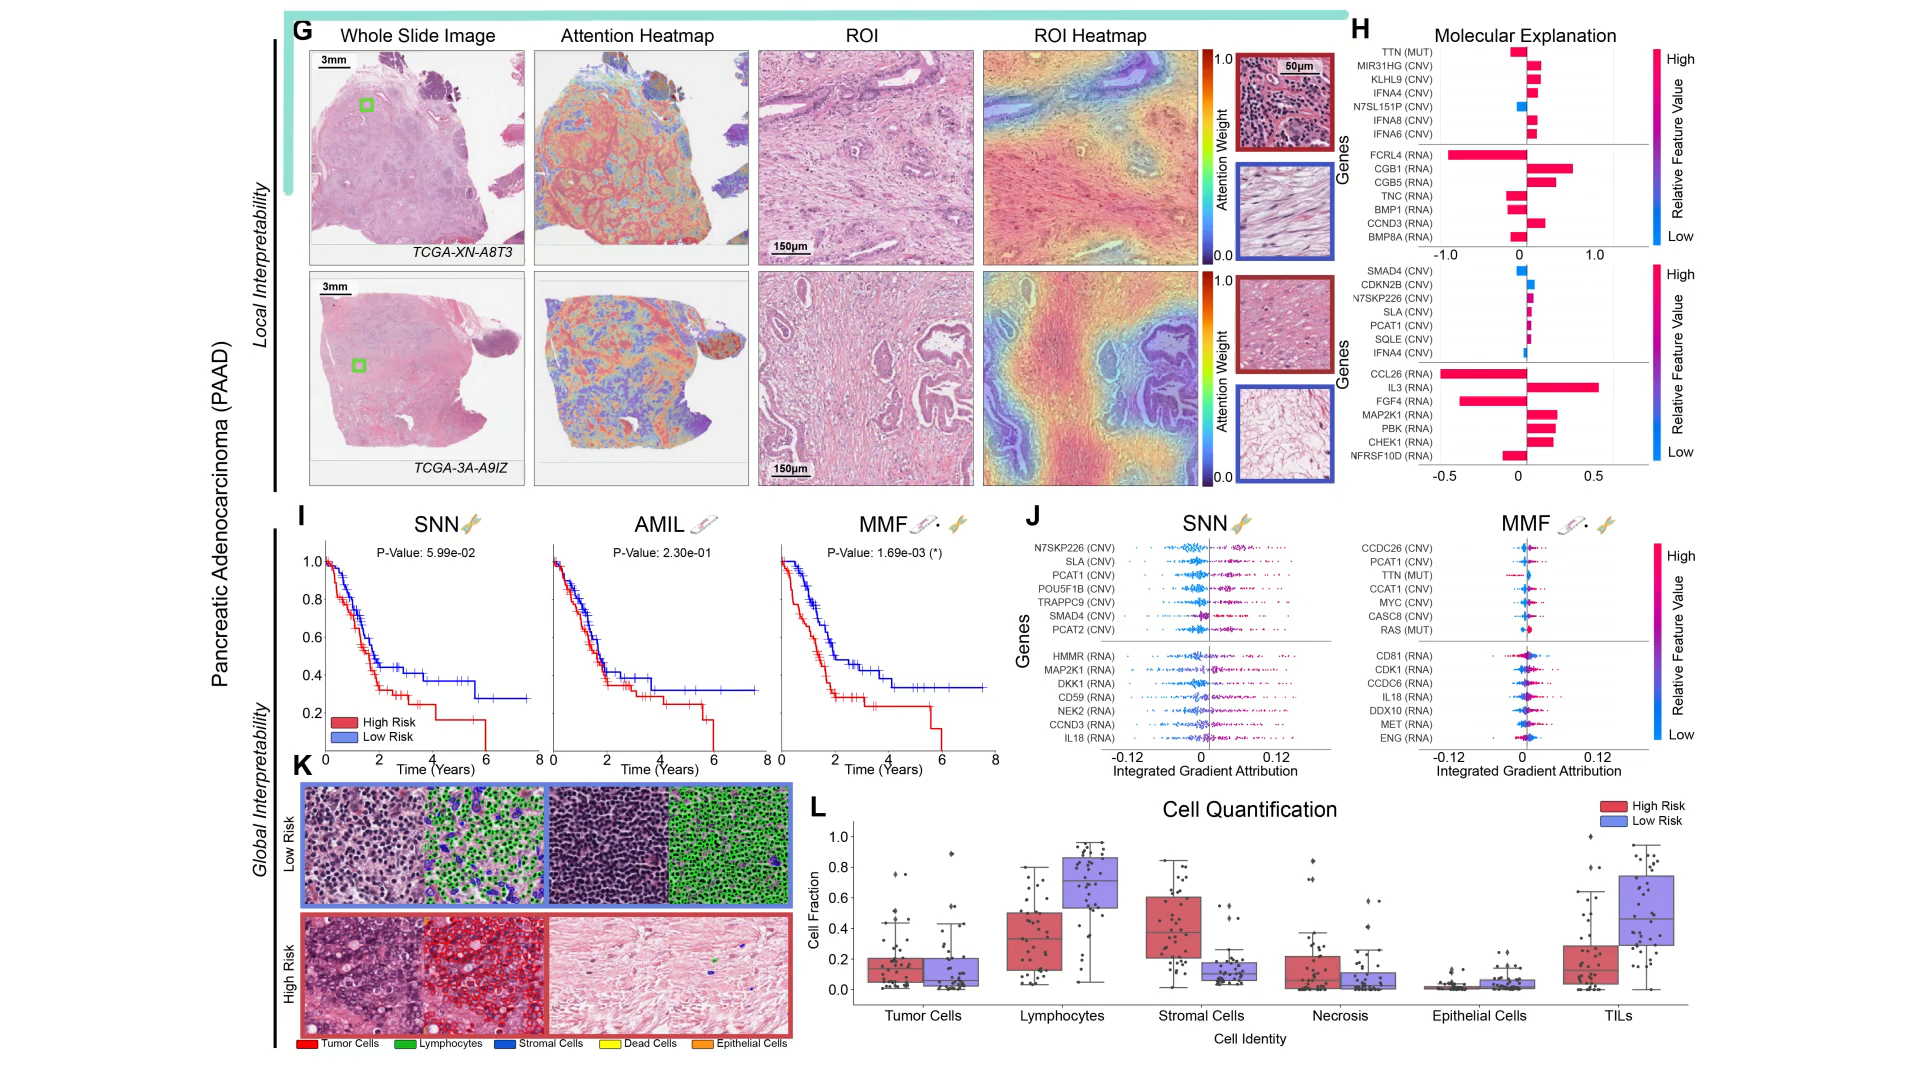 G
Whole Slide Image
Attention Heatmap
ROI
ROI Heatmap
H
Molecular Explanation
3mm
TCGA-XN-A8T3
150µm
1.0
Attention Weight
0.0
50µm
Genes
TTN (MUT)
MIR31HG (CNV)
KLHL9 (CNV)
IFNA4 (CNV)
N7SL151P (CNV)
IFNA8 (CNV)
IFNA6 (CNV)
FCRL4 (RNA)
CGB1 (RNA)
CGB5 (RNA)
TNC (RNA)
BMP1 (RNA)
CCND3 (RNA)
BMP8A (RNA)
-1.0
0
1.0
High
Relative Feature Value
Low
3mm
TCGA-3A-A9IZ
150µm
1.0
Attention Weight
0.0
Genes
SMAD4 (CNV)
CDKN2B (CNV)
N7SKP226 (CNV)
SLA (CNV)
PCAT1 (CNV)
SQLE (CNV)
IFNA4 (CNV)
CCL26 (RNA)
IL3 (RNA)
FGF4 (RNA)
MAP2K1 (RNA)
PBK (RNA)
CHEK1 (RNA)
NFRSF10D (RNA)
-0.5
0
0.5
High
Relative Feature Value
Low
Local Interpretability
Pancreatic Adenocarcinoma (PAAD)
Global Interpretability
I
SNN
P-Value: 5.99e-02
AMIL
P-Value: 2.30e-01
MMF
P-Value: 1.69e-03 (*)
1.0
0.8
0.6
0.4
0.2
High Risk
Low Risk
0 2 4 6 8
Time (Years)
2 4 6 8
Time (Years)
0 2 4 6 8
Time (Years)
J
SNN
MMF
Genes
N7SKP226 (CNV)
SLA (CNV)
PCAT1 (CNV)
POU5F1B (CNV)
TRAPPC9 (CNV)
SMAD4 (CNV)
PCAT2 (CNV)
HMMR (RNA)
MAP2K1 (RNA)
DKK1 (RNA)
CD59 (RNA)
NEK2 (RNA)
CCND3 (RNA)
IL18 (RNA)
-0.12 0 0.12
Integrated Gradient Attribution
CCDC26 (CNV)
PCAT1 (CNV)
TTN (MUT)
CCAT1 (CNV)
MYC (CNV)
CASC8 (CNV)
RAS (MUT)
CD81 (RNA)
CDK1 (RNA)
CCDC6 (RNA)
IL18 (RNA)
DDX10 (RNA)
MET (RNA)
ENG (RNA)
-0.12 0 0.12
Integrated Gradient Attribution
High
Relative Feature Value
Low
K
Low Risk
High Risk
Tumor Cells
Lymphocytes
Stromal Cells
Dead Cells
Epithelial Cells
L
Cell Quantification
High Risk
Low Risk
Cell Fraction
1.0
0.8
0.6
0.4
0.2
0.0
Tumor Cells
Lymphocytes
Stromal Cells
Necrosis
Epithelial Cells
TILs
Cell Identity